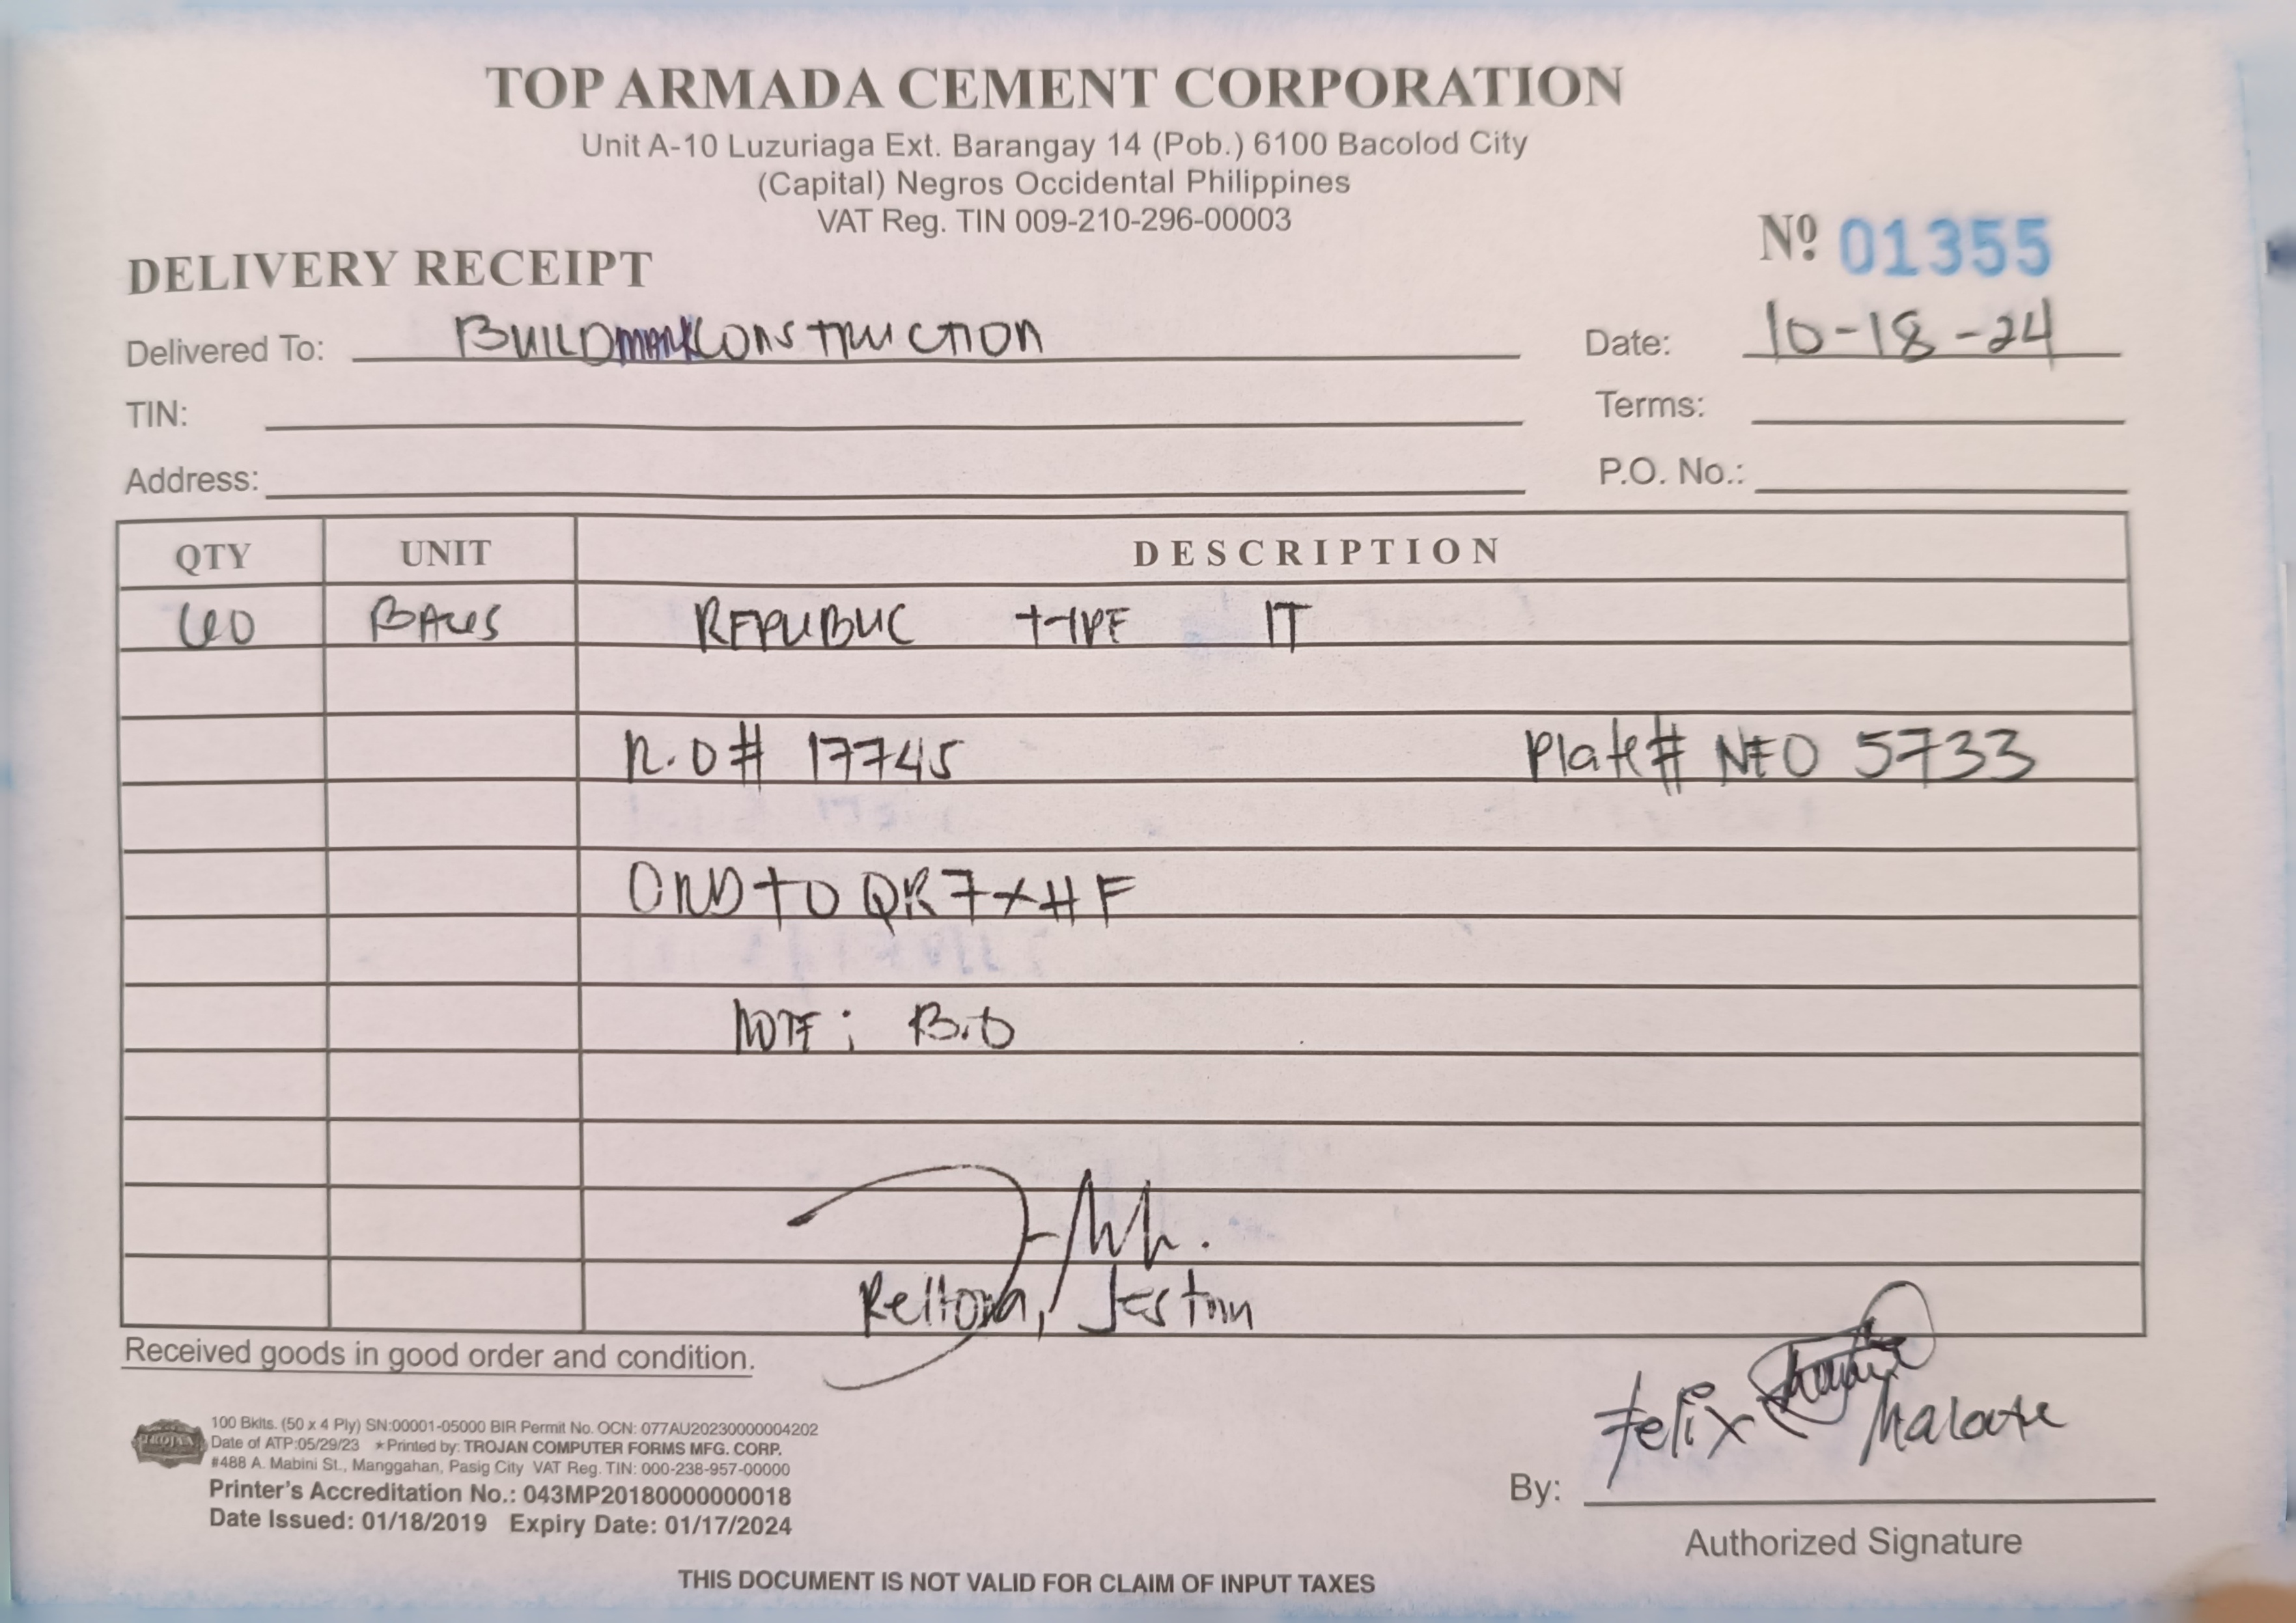 TOP ARMADA CEMENT CORPORATION
Unit A-10 Luzuriaga Ext. Barangay 14 (Pob.) 6100 Bacolod City
(Capital) Negros Occidental Philippines
VAT Reg. TIN 009-210-296-00003
Nº 01355
DELIVERY RECEIPT
Delivered To: BUILD CONSTRUCTION
Date: 10-18-24
TIN:
Terms:
Address:
P.O. No.:
QTY UNIT DESCRIPTION
60 BAGS REPUBLIC TYPE IT
R.O# 17745 Plate# NEO 5733
TO QR7XHF
NOTE: B.O
Received goods in good order and condition.
Felix Malate
By:
Authorized Signature
100 Bklts. (50 x 4 Ply) SN:00001-05000 BIR Permit No. OCN: 077AU20230000004202
TROJAN
Date of ATP:05/29/23 ★Printed by: TROJAN COMPUTER FORMS MFG. CORP.
#488 A. Mabini St., Manggahan, Pasig City VAT Reg. TIN: 000-238-957-00000
Printer's Accreditation No.: 043MP20180000000018
Date Issued: 01/18/2019 Expiry Date: 01/17/2024
THIS DOCUMENT IS NOT VALID FOR CLAIM OF INPUT TAXES